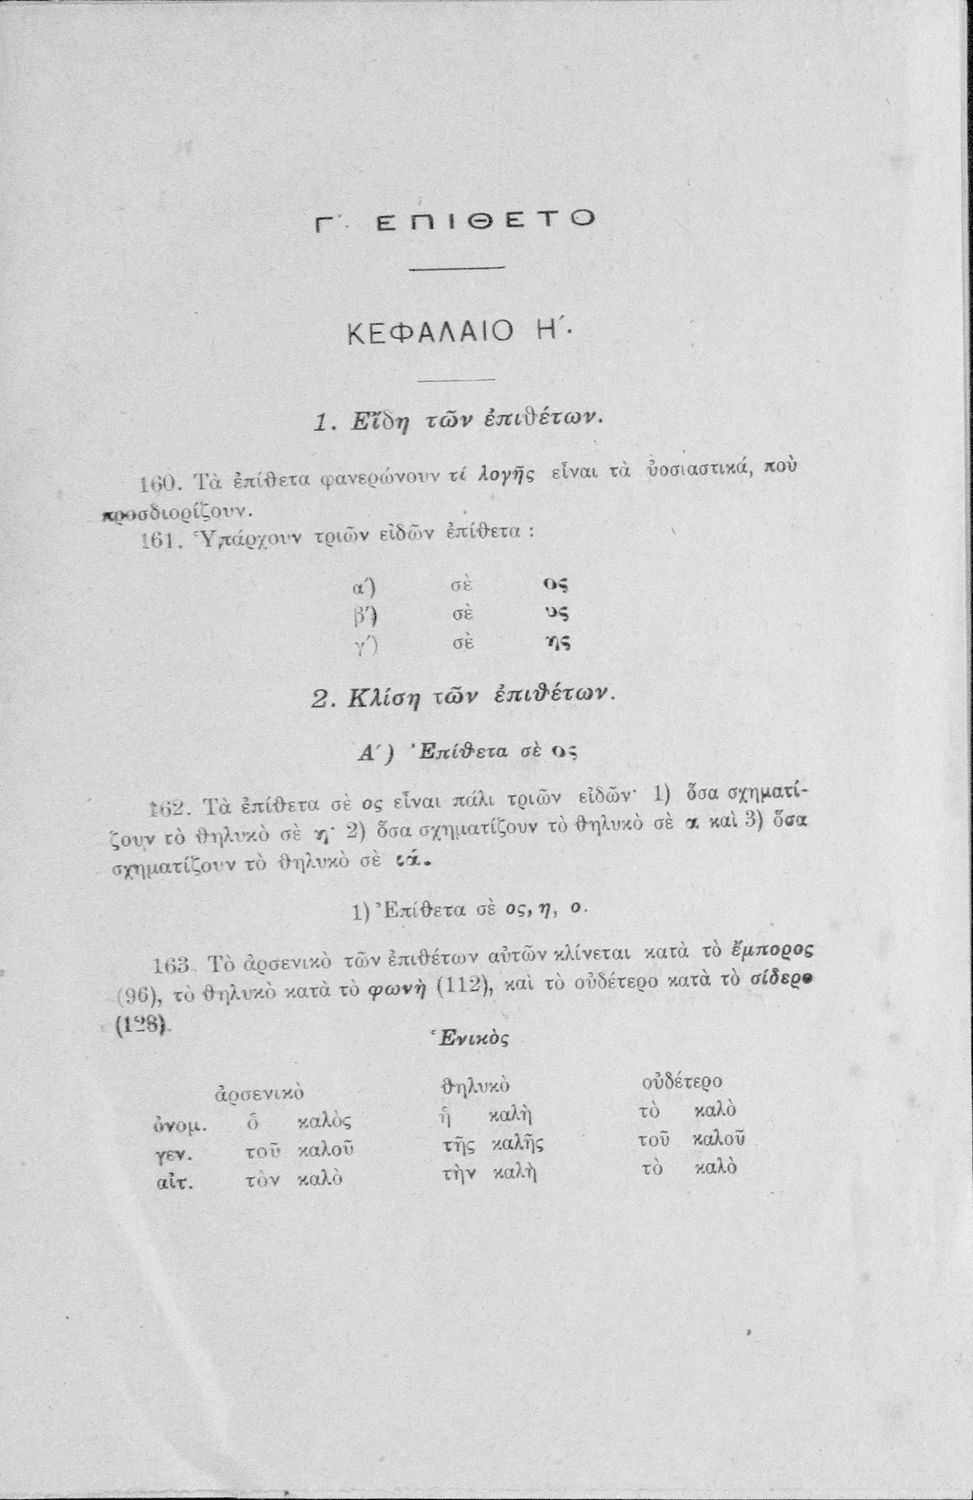 Γ΄. ΕΠΙΘΕΤΟ
ΚΕΦΑΛΑΙΟ Η΄.
1. Εἴδη τῶν ἐπιθέτων.
160. Τὰ ἐπίθετα φανερώνουν τί λογῆς εἶναι τὰ ὐοσιαστικά, ποὺ
προσδιορίζουν.
161. Ὑπάρχουν τριῶν εἰδῶν ἐπίθετα :
α΄) σὲ ος
β΄) σὲ υς
γ΄) σὲ ης
2. Κλίση τῶν ἐπιθέτων.
Α΄) Ἐπίθετα σὲ ος
162. Τὰ ἐπίθετα σὲ ος εἶναι πάλι τριῶν εἰδῶν· 1) ὅσα σχηματί-
ζουν τὸ θηλυκὸ σὲ η· 2) ὅσα σχηματίζουν τὸ θηλυκὸ σὲ α καὶ 3) ὅσα
σχηματίζουν τὸ θηλυκὸ σὲ ιά.
1) Ἐπίθετα σὲ ος, η, ο.
163. Τὸ ἀρσενικὸ τῶν ἐπιθέτων αὐτῶν κλίνεται κατὰ τὸ ἔμπορος
(96), τὸ θηλυκὸ κατὰ τὸ φωνὴ (112), καὶ τὸ οὐδέτερο κατὰ τὸ σίδερο
(128).
Ἑνικὸς
ἀρσενικὸ θηλυκὸ οὐδέτερο
ὀνομ. ὁ καλὸς ἡ καλὴ τὸ καλὸ
γεν. τοῦ καλοῦ τῆς καλῆς τοῦ καλοῦ
αἰτ. τὸν καλὸ τὴν καλὴ τὸ καλὸ